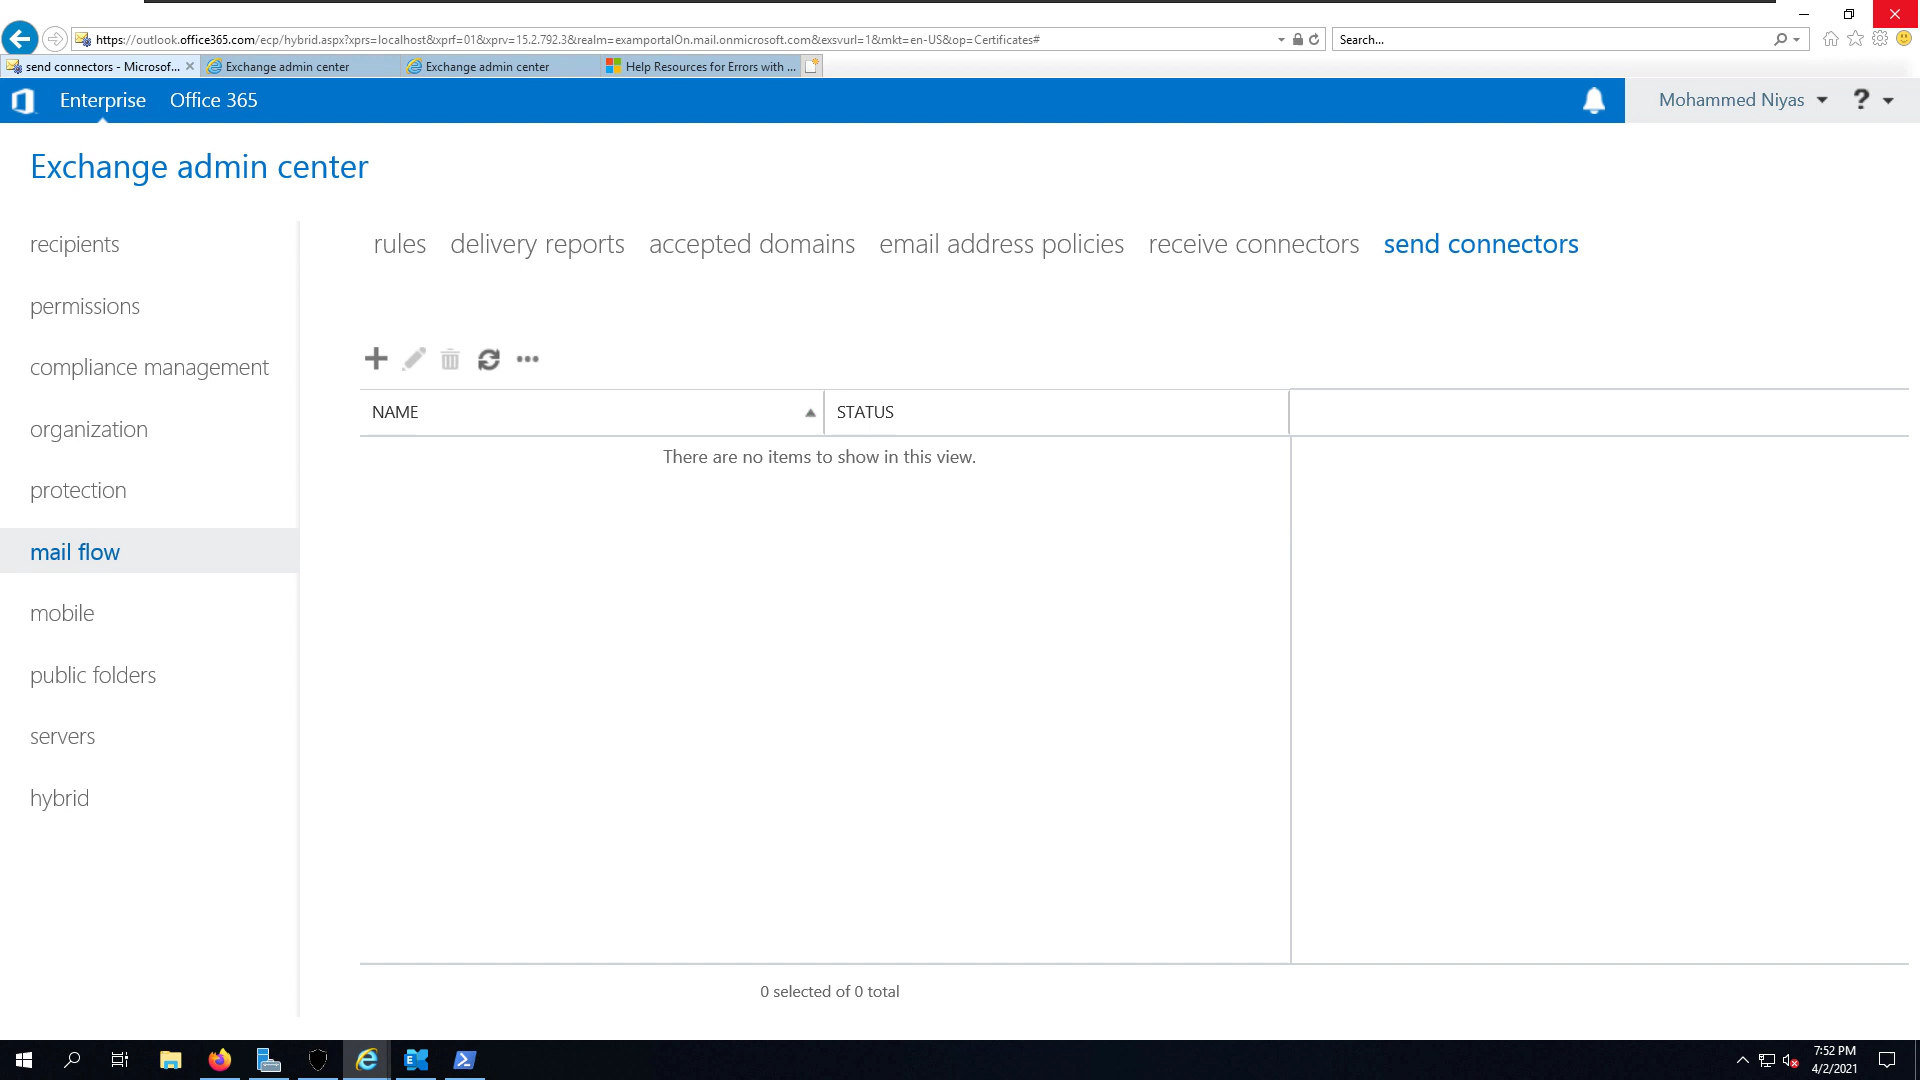 https://outlook.office365.com/ecp/hybrid.aspx?xprs=localhost&xprf=01&xprv=15.2.792.3&realm=examportalOn.mail.onmicrosoft.com&exsvurl=1&mkt=en-US&op=Certificates#
Search...
send connectors - Microsof...
Exchange admin center
Exchange admin center
Help Resources for Errors with ...
Enterprise
Office 365
Mohammed Niyas
?
Exchange admin center
recipients
permissions
compliance management
organization
protection
mail flow
mobile
public folders
servers
hybrid
rules
delivery reports
accepted domains
email address policies
receive connectors
send connectors
NAME
STATUS
There are no items to show in this view.
0 selected of 0 total
7:52 PM
4/2/2021